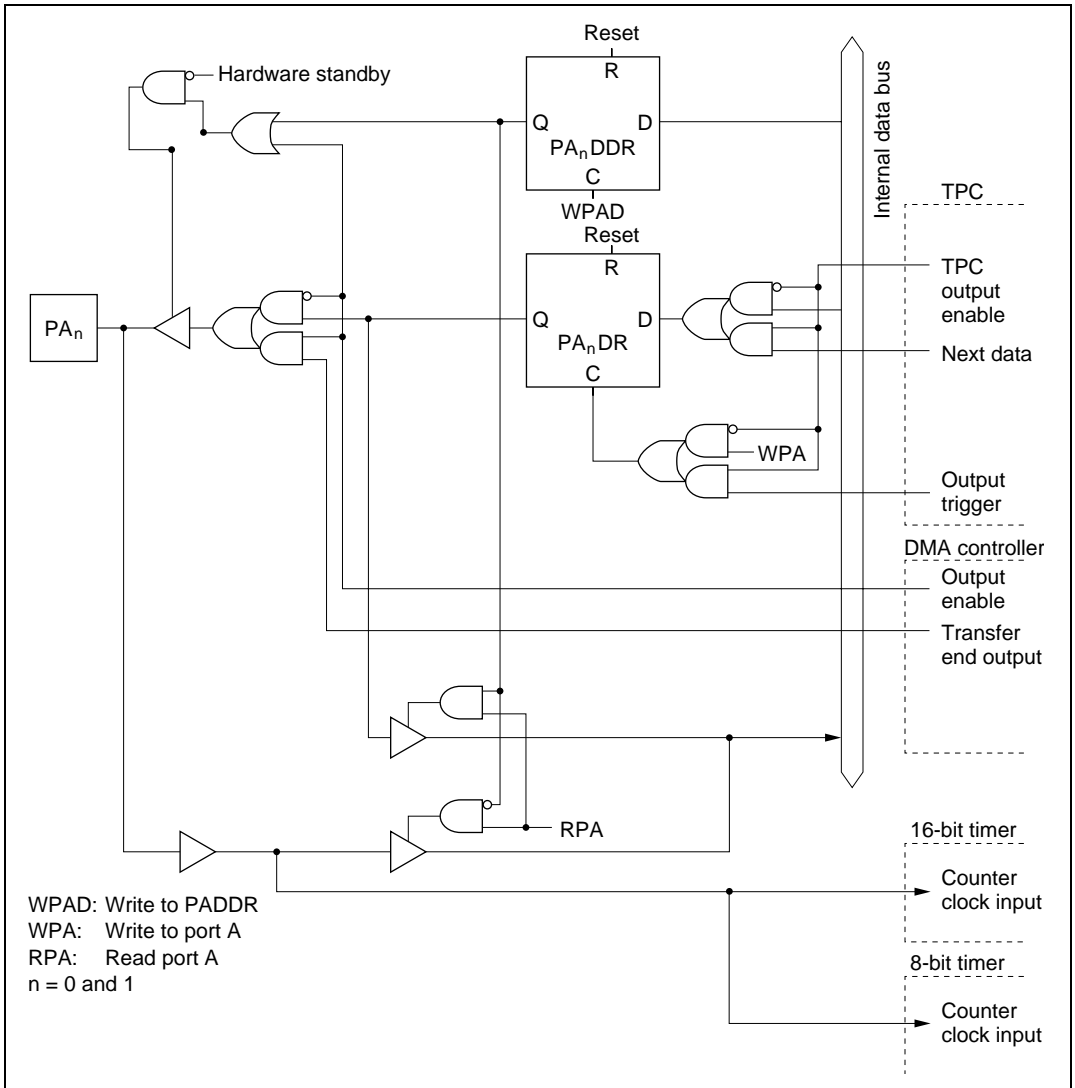 Reset
R
Hardware standby
Q D
PAnDDR
C
WPAD
Internal data bus
TPC
Reset
R
TPC
output
enable
PAn
Q D
PAnDR
C
Next data
WPA
Output
trigger
DMA controller
Output
enable
Transfer
end output
RPA
16-bit timer
Counter
clock input
8-bit timer
Counter
clock input
WPAD: Write to PADDR
WPA: Write to port A
RPA: Read port A
n = 0 and 1